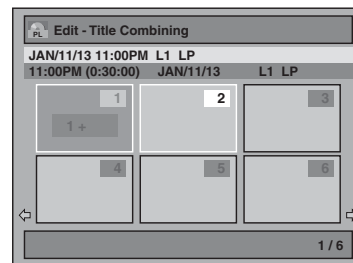 PL Edit - Title Combining
JAN/11/13 11:00PM L1 LP
11:00PM (0:30:00) JAN/11/13 L1 LP
1 2 3
1 +
4 5 6
1 / 6